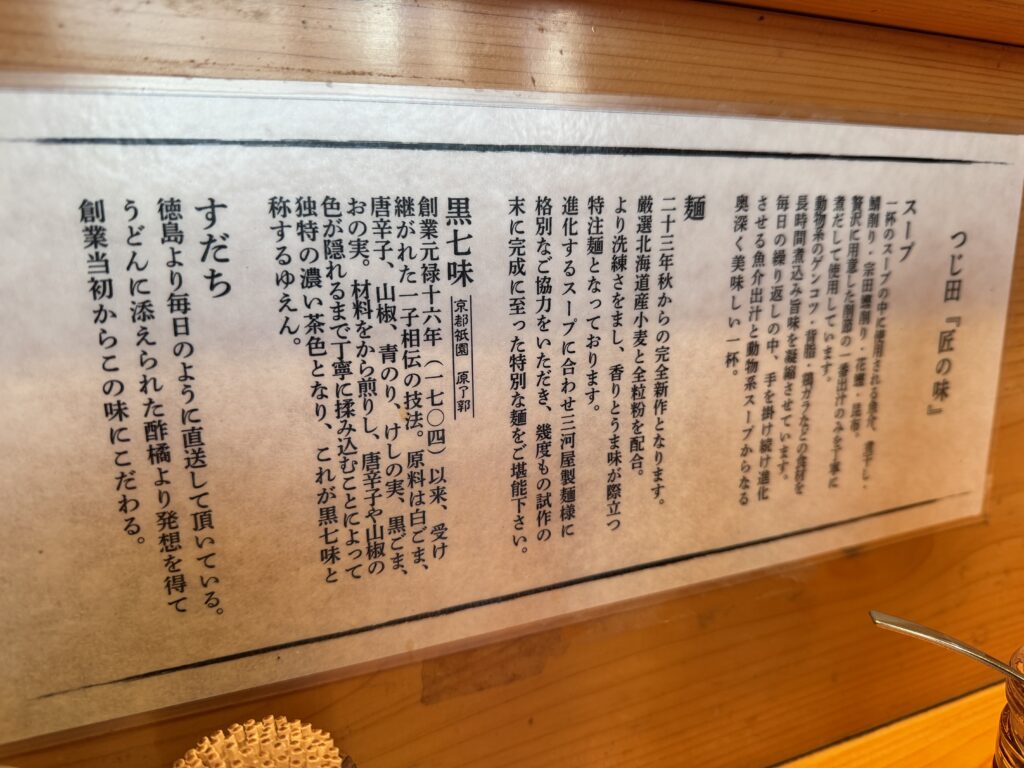 つじ田『匠の味』
スープ
一杯のスープの中に使用される魚介、煮干し・
鯖削り・宗田鰹削り・花鰹・法布。
贅沢に用意した削節の一番出汁のみを丁寧に
煮だして使用しています。
動物系のゲンコツ・背脂・鶏ガラなどの食材を
長時間煮込み旨味を凝縮させています。
毎日の繰り返しの中、手を掛け続け進化
させる魚介出汁と動物系スープからなる
奥深く美味しい一杯。
麺
二十三年秋からの完全新作となります。
厳選北海道産小麦と全粒粉を配合。
より洗練さをまし、香りとうま味が際立つ
特注麺となっております。
進化するスープに合わせ三河屋製麺様に
格別なご協力をいただき、幾度もの試作の
末に完成に至った特別な麺をご堪能下さい。
黒七味 京都祇園 原了郭
創業元禄十六年(一七〇四)以来、受け
継がれた一子相伝の技法。原料は白ごま、
唐辛子、山椒、青のり、けしの実、黒ごま、
おの実。材料をから煎りし、唐辛子や山椒の
色が隠れるまで丁寧に揉み込むことによって
独特の濃い茶色となり、これが黒七味と
称するゆえん。
すだち
徳島より毎日のように直送して頂いている。
うどんに添えられた酢橘より発想を得て
創業当初からこの味にこだわる。